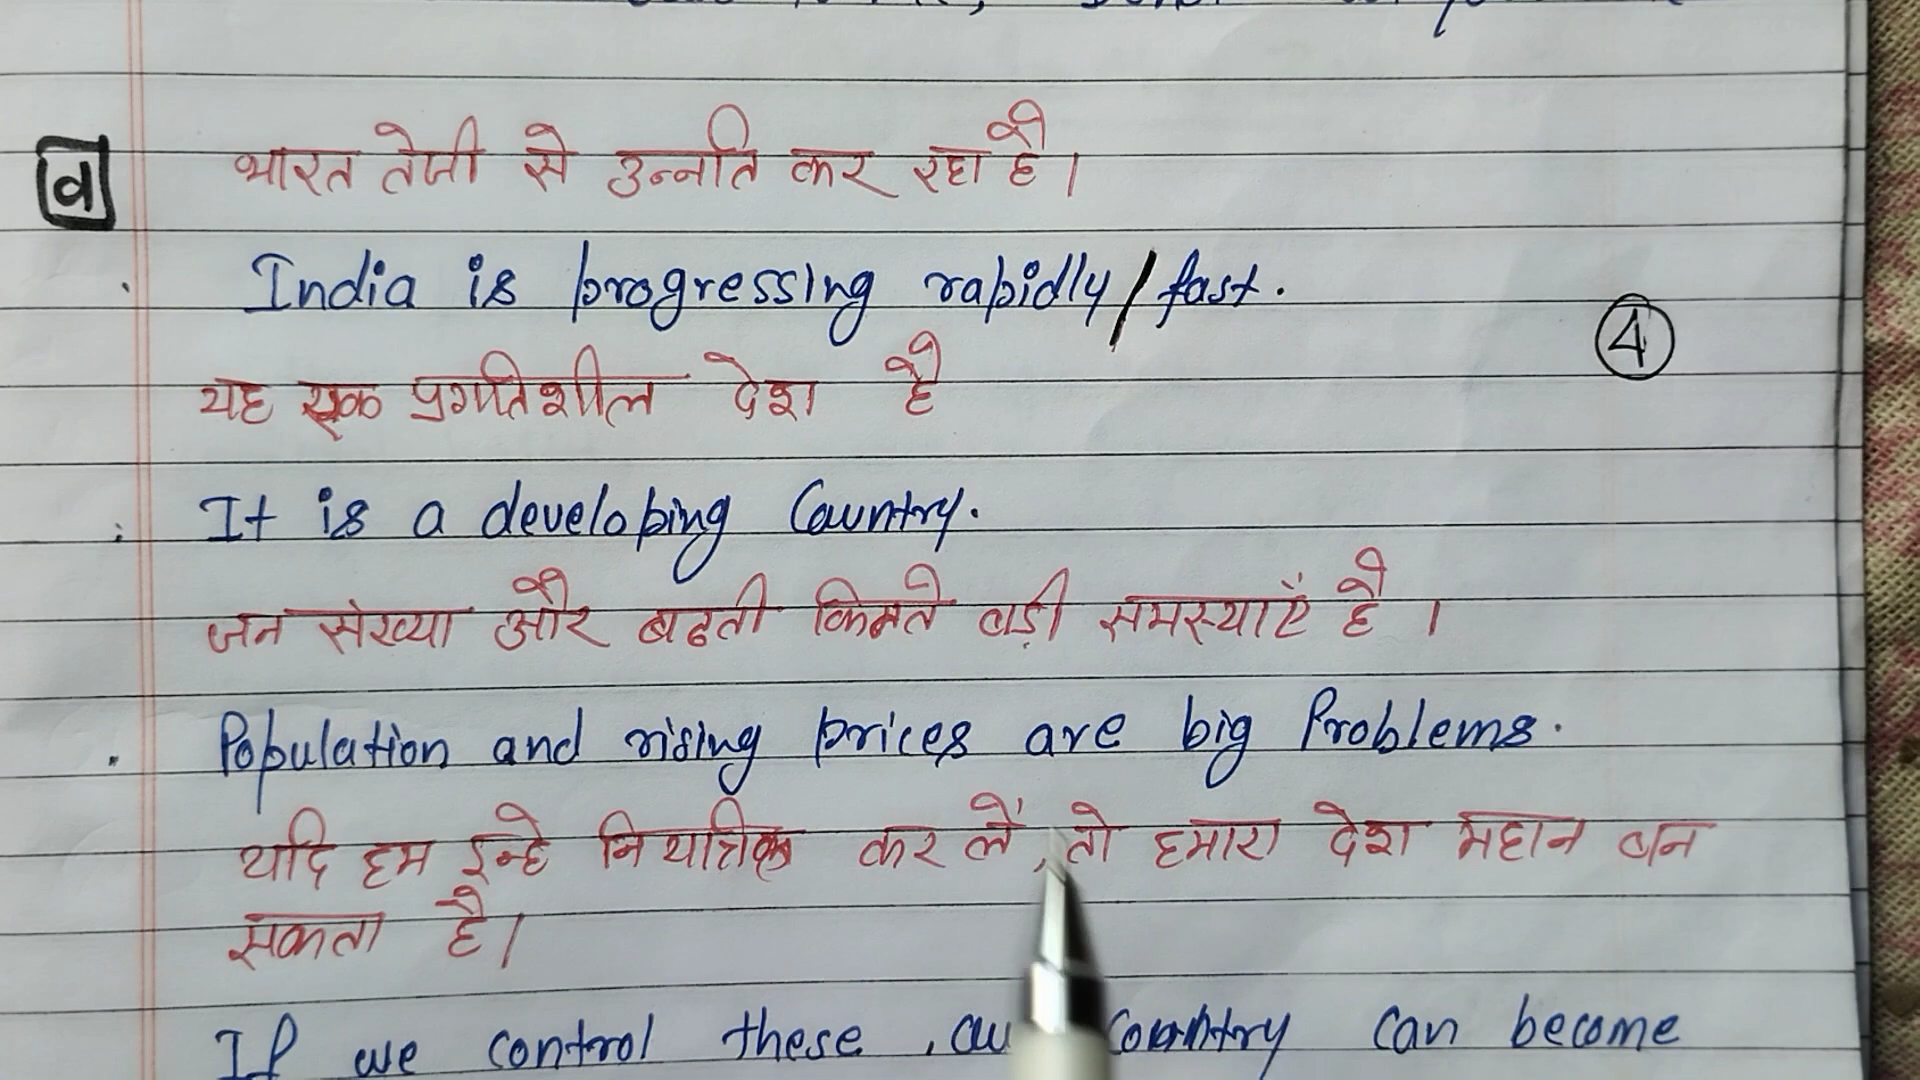 व
भारत तेजी से उन्नति कर रहा है।
India is progressing rapidly/fast.
4
यह एक प्रगतिशील देश है
It is a developing Country.
जन संख्या और बढती किमते बड़ी समस्याएँ है ।
Population and rising prices are big Problems.
यदि हम इन्हे नियंत्रित कर लें, तो हमारा देश महान बन
सकता है।
If we control these, country can become